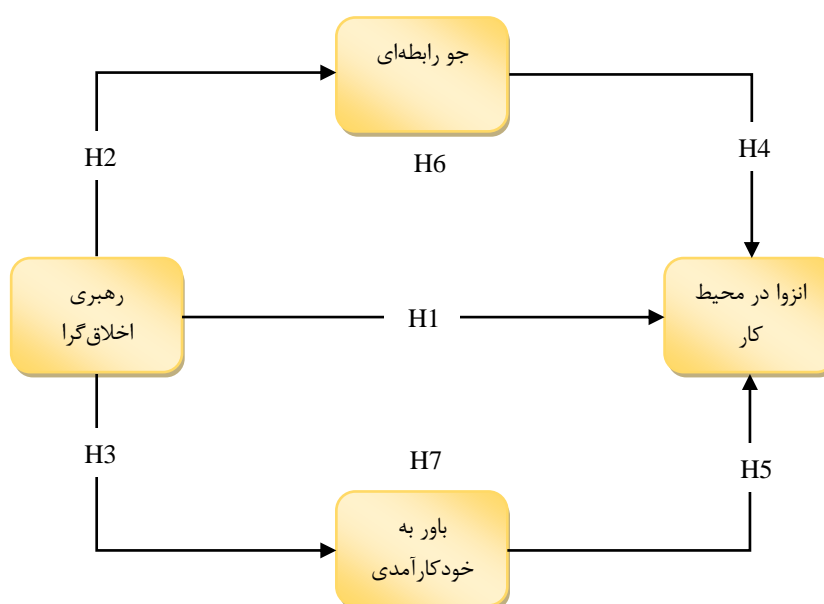 جو رابطه‌ای
H2
H6
H4
رهبری
اخلاق‌گرا
H1
انزوا در محیط
کار
H3
H7
H5
باور به
خودکارآمدی